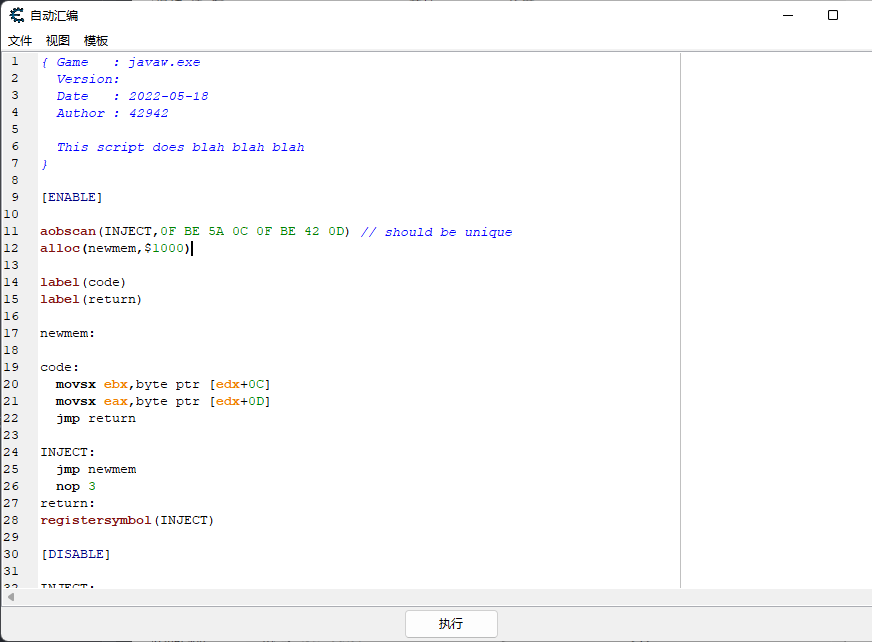 自动汇编
文件 视图 模板
1 { Game   : javaw.exe
2   Version:
3   Date   : 2022-05-18
4   Author : 42942
5
6   This script does blah blah blah
7 }
8
9 [ENABLE]
10
11 aobscan(INJECT,0F BE 5A 0C 0F BE 42 0D) // should be unique
12 alloc(newmem,$1000)
13
14 label(code)
15 label(return)
16
17 newmem:
18
19 code:
20   movsx ebx,byte ptr [edx+0C]
21   movsx eax,byte ptr [edx+0D]
22   jmp return
23
24 INJECT:
25   jmp newmem
26   nop 3
27 return:
28 registersymbol(INJECT)
29
30 [DISABLE]
31
32 INJECT:
执行